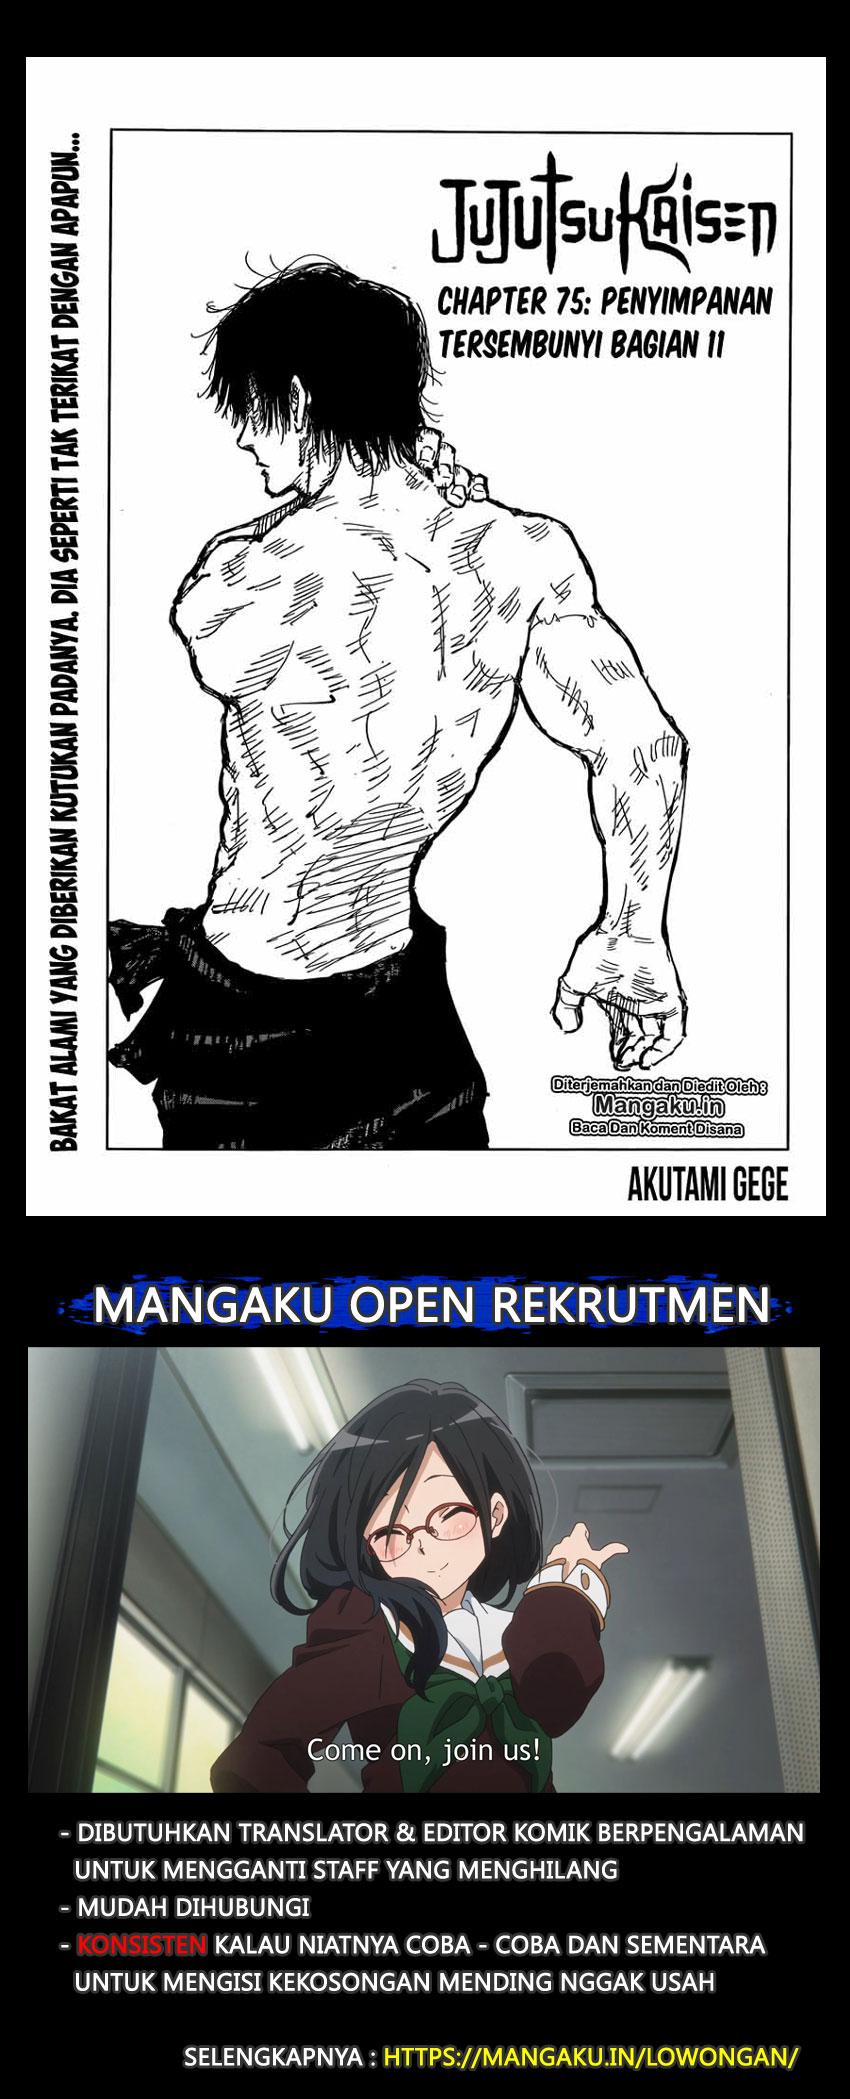 BAKAT ALAMI YANG DIBERIKAN KUTUKAN PADANYA. DIA SEPERTI TAK TERIKAT DENGAN APAPUN...
JUJUTSU KAISEN
CHAPTER 75: PENYIMPANAN
TERSEMBUNYI BAGIAN 11
Diterjemahkan dan Diedit Oleh :
Mangaku.in
Baca Dan Koment Disana
AKUTAMI GEGE
MANGAKU OPEN REKRUTMEN
Come on, join us!
- DIBUTUHKAN TRANSLATOR & EDITOR KOMIK BERPENGALAMAN
UNTUK MENGGANTI STAFF YANG MENGHILANG
- MUDAH DIHUBUNGI
- KONSISTEN KALAU NIATNYA COBA - COBA DAN SEMENTARA
UNTUK MENGISI KEKOSONGAN MENDING NGGAK USAH
SELENGKAPNYA : HTTPS://MANGAKU.IN/LOWONGAN/